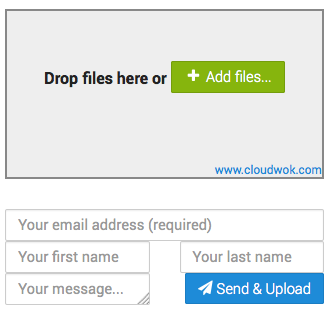 Drop files here or + Add files...
www.cloudwok.com
Your email address (required)
Your first name Your last name
Your message... Send & Upload